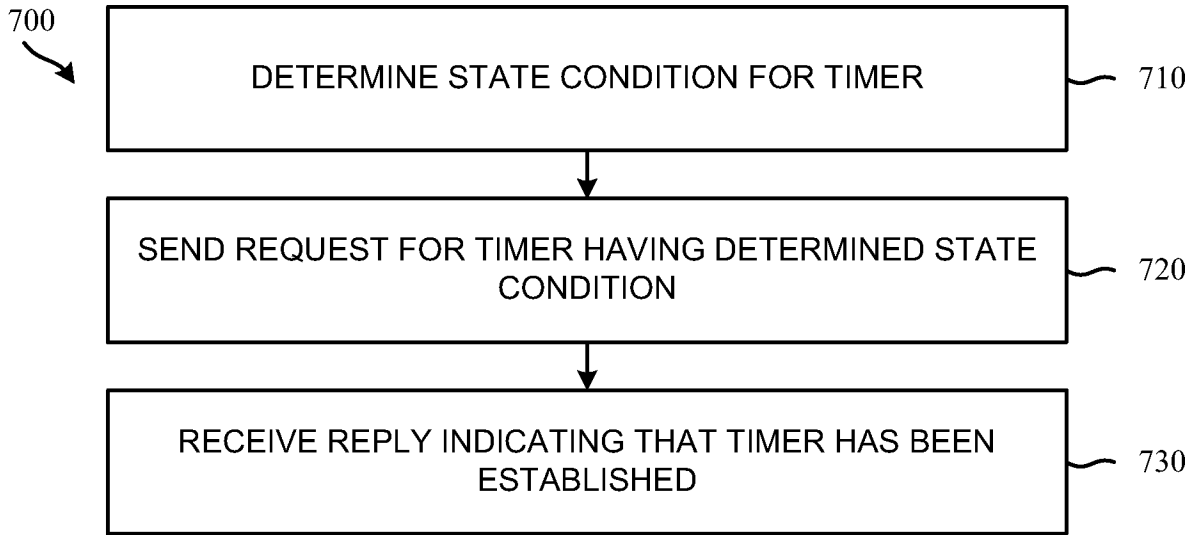 700
DETERMINE STATE CONDITION FOR TIMER
710
SEND REQUEST FOR TIMER HAVING DETERMINED STATE
CONDITION
720
RECEIVE REPLY INDICATING THAT TIMER HAS BEEN
ESTABLISHED
730